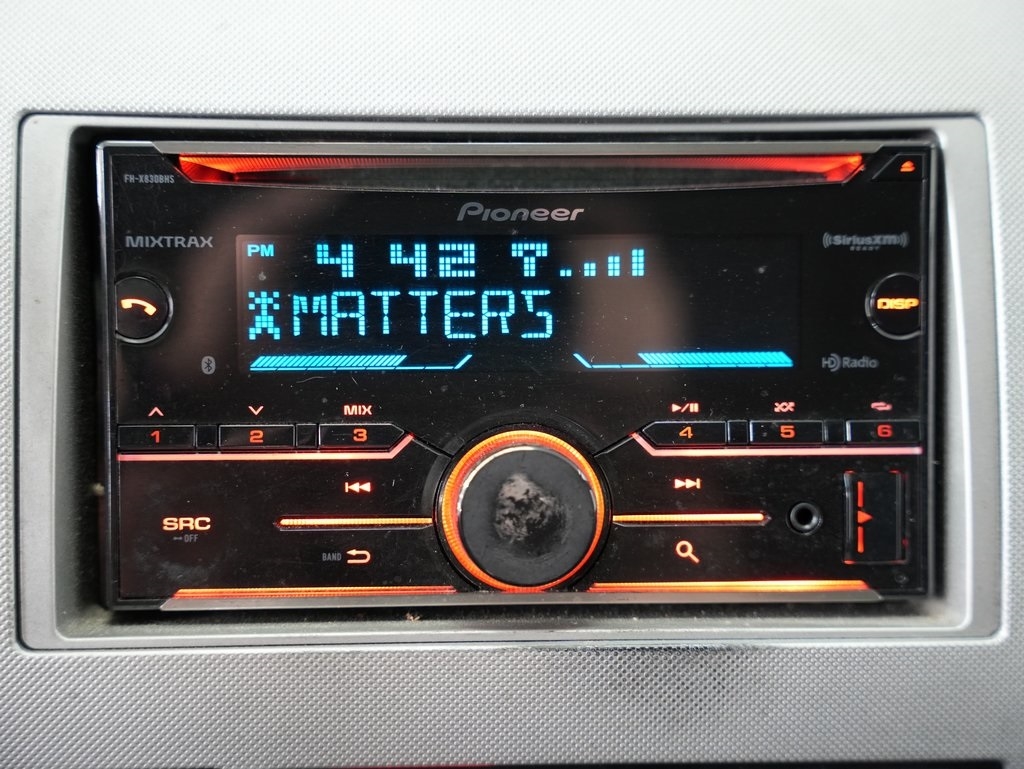 FH-X830BHS
Pioneer
MIXTRAX
((SiriusXM))
READY
PM 4 42
MATTERS
DISP
HD Radio
MIX
1 2 3 4 5 6
SRC
OFF
BAND